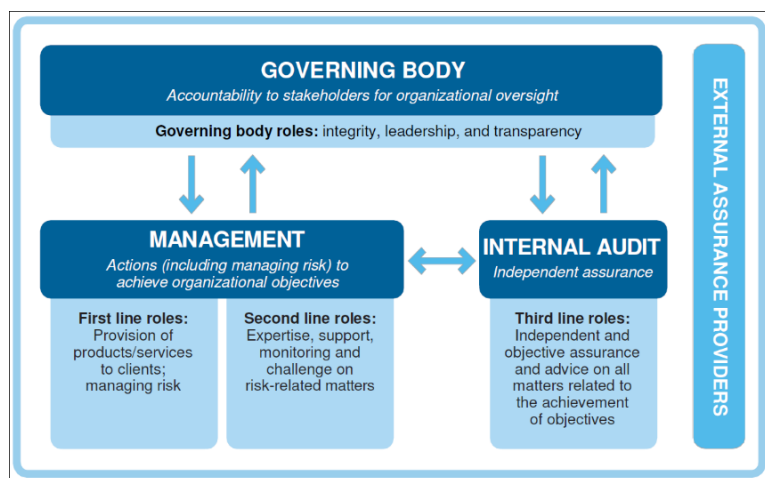 GOVERNING BODY
Accountability to stakeholders for organizational oversight
Governing body roles: integrity, leadership, and transparency
MANAGEMENT
Actions (including managing risk) to
achieve organizational objectives
First line roles:
Provision of
products/services
to clients;
managing risk
Second line roles:
Expertise, support,
monitoring and
challenge on
risk-related matters
INTERNAL AUDIT
Independent assurance
Third line roles:
Independent and
objective assurance
and advice on all
matters related to
the achievement
of objectives
EXTERNAL ASSURANCE PROVIDERS